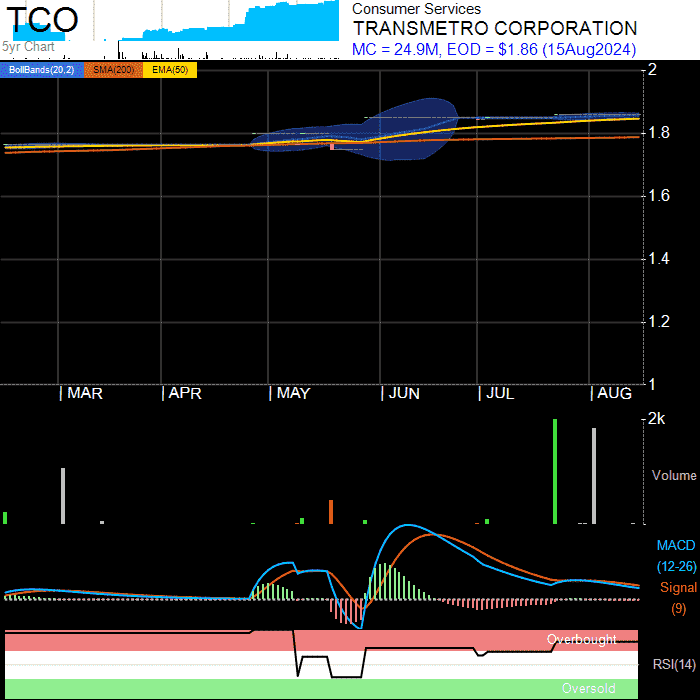 TCO
5yr Chart
Consumer Services
TRANSMETRO CORPORATION
MC = 24.9M, EOD = $1.86 (15Aug2024)
BollBands(20,2) SMA(200) EMA(50)
2
1.8
1.6
1.4
1.2
1
MAR APR MAY JUN JUL AUG
2k
Volume
MACD
(12-26)
Signal
(9)
Overbought
RSI(14)
Oversold